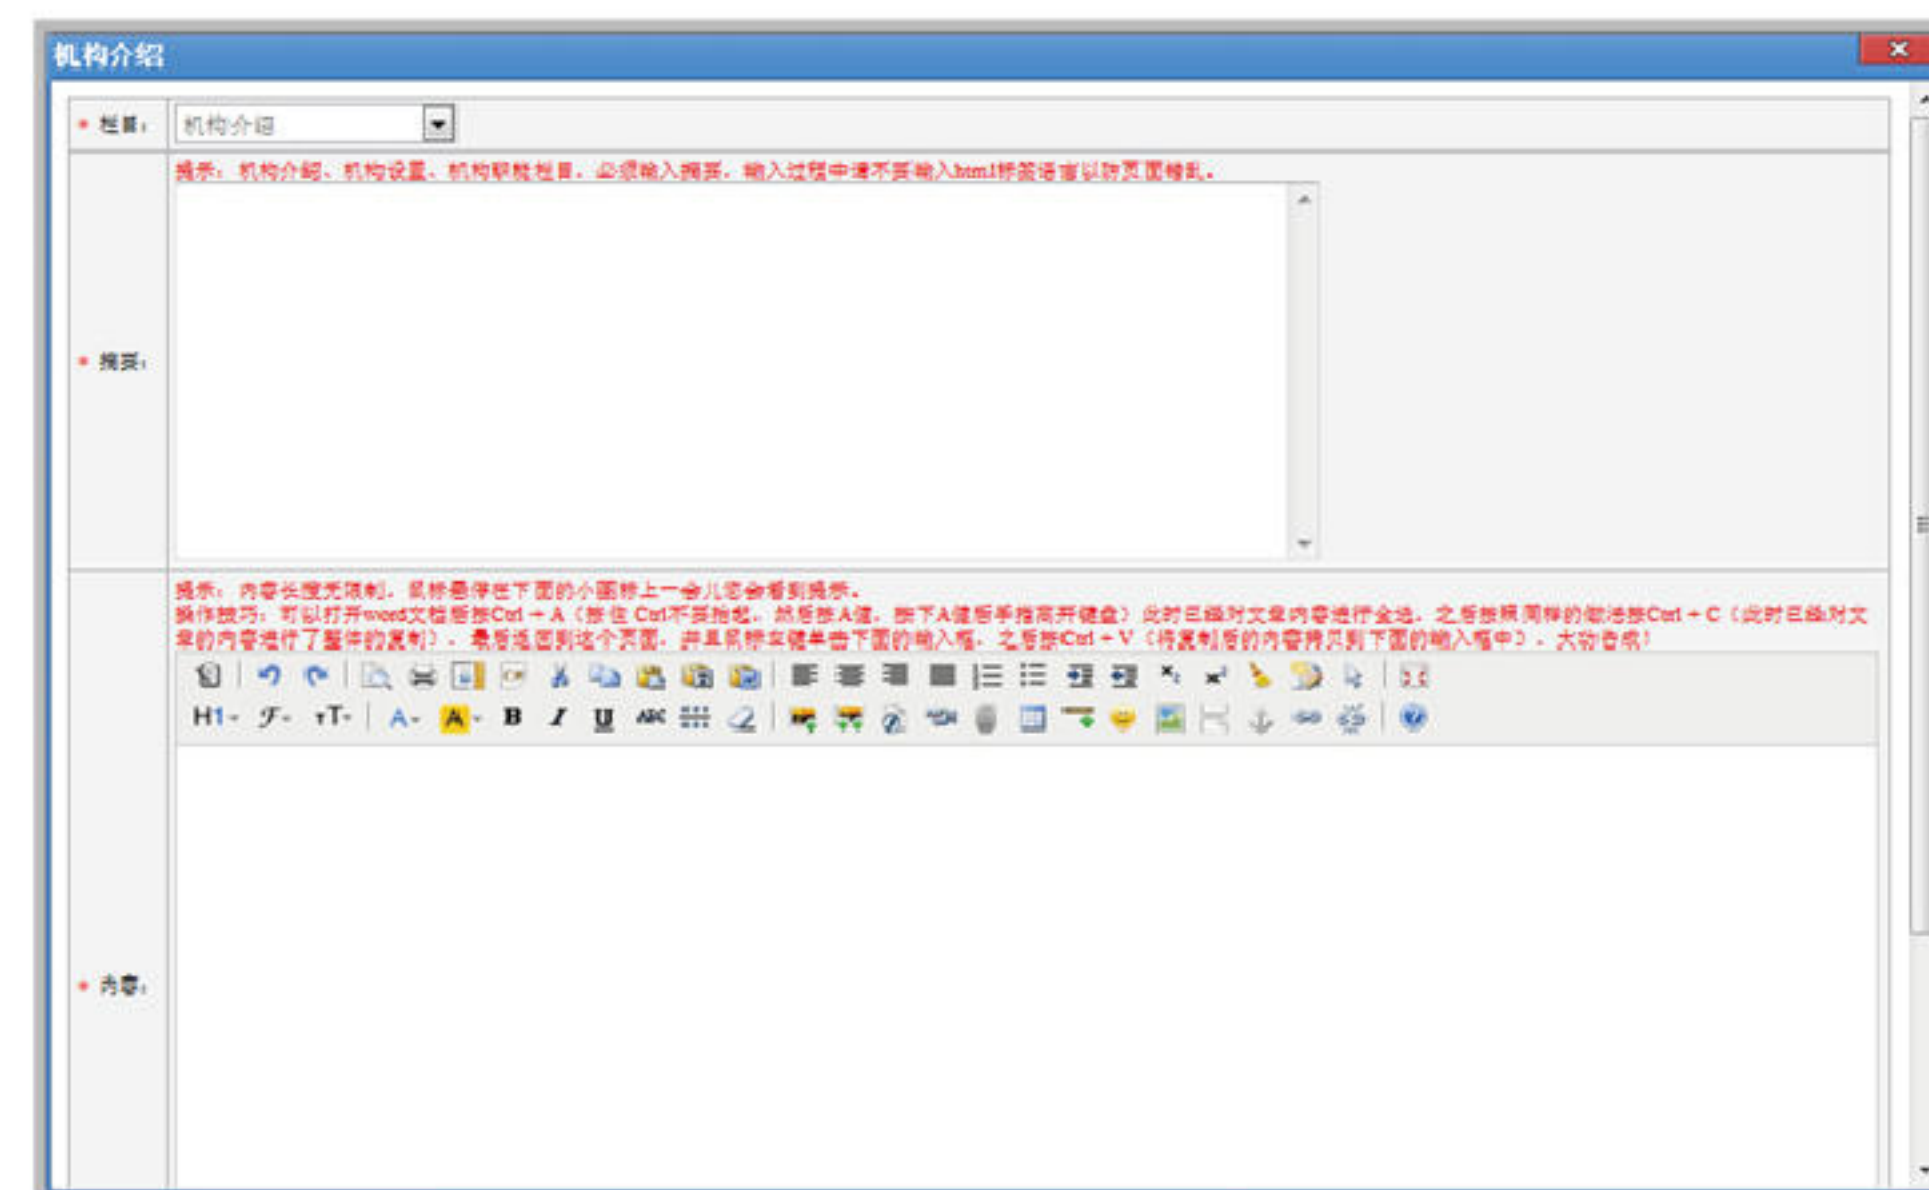 机构介绍
* 栏目： 机构介绍
提示：机构介绍、机构设置、机构职能栏目，必须输入摘要，输入过程中请不要输入html标签语言以防页面错乱。
* 摘要：
提示：内容长度无限制，鼠标悬停在下面的小图标上一会儿您会看到提示。
操作技巧：可以打开word文档后按Ctrl + A（按住 Ctrl不要抬起，然后按A键，按下A键后手指离开键盘）此时已经对文章内容进行全选，之后按照同样的做法按Ctrl + C（此时已经对文
章的内容进行了整体的复制），最后返回到这个页面，并且鼠标左键单击下面的输入框，之后按Ctrl + V（将复制后的内容拷贝到下面的输入框中），大功告成！
H1 F TT A A B I U ABC
* 内容：